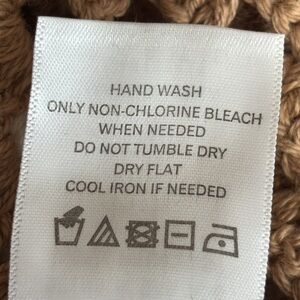 HAND WASH
ONLY NON-CHLORINE BLEACH
WHEN NEEDED
DO NOT TUMBLE DRY
DRY FLAT
COOL IRON IF NEEDED